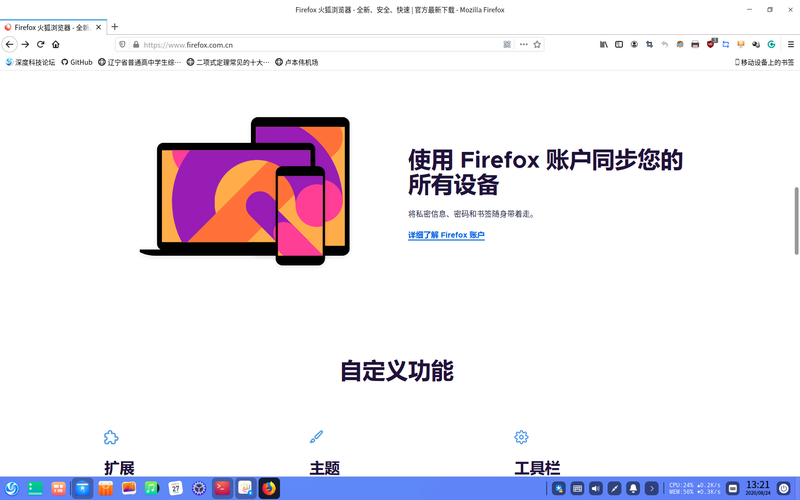 Firefox 火狐浏览器 - 全新、安全、快速 | 官方最新下载 - Mozilla Firefox
Firefox 火狐浏览器 - 全新
https://www.firefox.com.cn
深度科技论坛 GitHub 辽宁省普通高中学生综… 二项式定理常见的十大… 卢本伟机场 移动设备上的书签
使用 Firefox 账户同步您的
所有设备
将私密信息、密码和书签随身带着走。
详细了解 Firefox 账户
自定义功能
扩展 主题 工具栏
27
CPU:24% ▲0.2K/s
MEM:50% ▼0.3K/s
13:21
2020/08/24